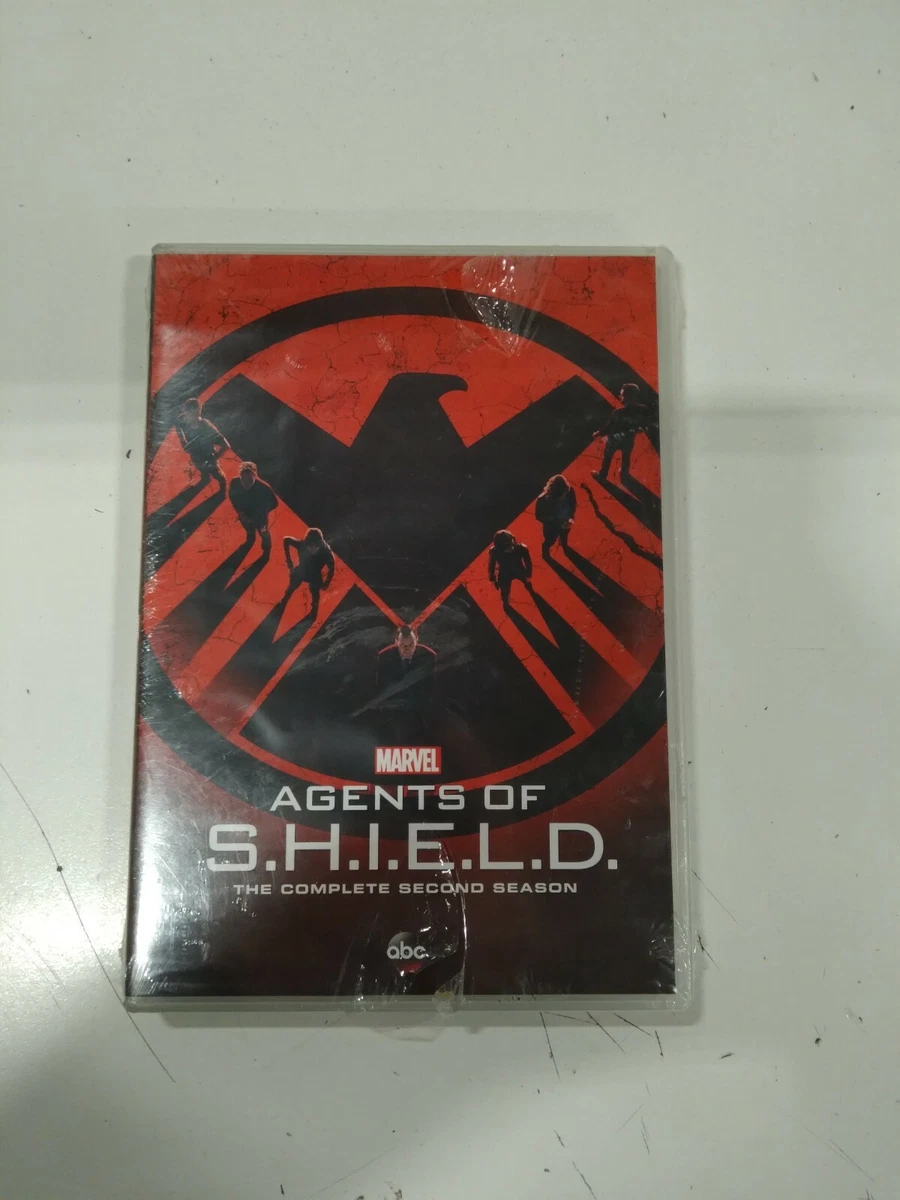 MARVEL
AGENTS OF
S.H.I.E.L.D.
THE COMPLETE SECOND SEASON
abc